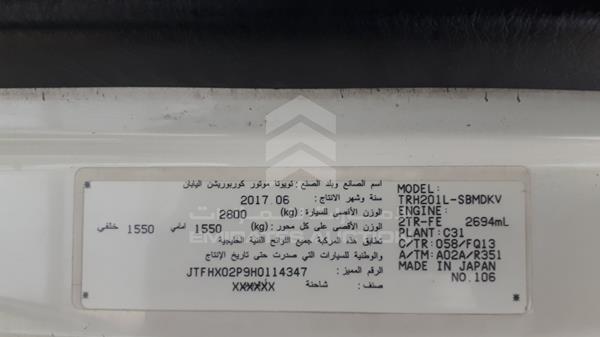 اسم الصانع وبلد الصنع : تويوتا موتور كوربوريشن اليابان
سنة وشهر الانتاج : 2017.06
الوزن الأقصى للسيارة : (kg) 2800
الوزن الأقصى على كل محور : (kg) 1550 أمامي 1550 خلفي
تطابق هذه المركبة جميع اللوائح الفنية الخليجية
والوطنية للسيارات التي صدرت حتى تاريخ الإنتاج
الرقم المميز : JTFHX02P9H0114347
صنف : شاحنة XXXXXX
MODEL:
TRH201L-SBMDKV
ENGINE:
2TR-FE 2694mL
PLANT: C31
C/TR: 058/FQ13
A/TM: A02A/R351
MADE IN JAPAN
NO.106
EMIRATES AUCTION